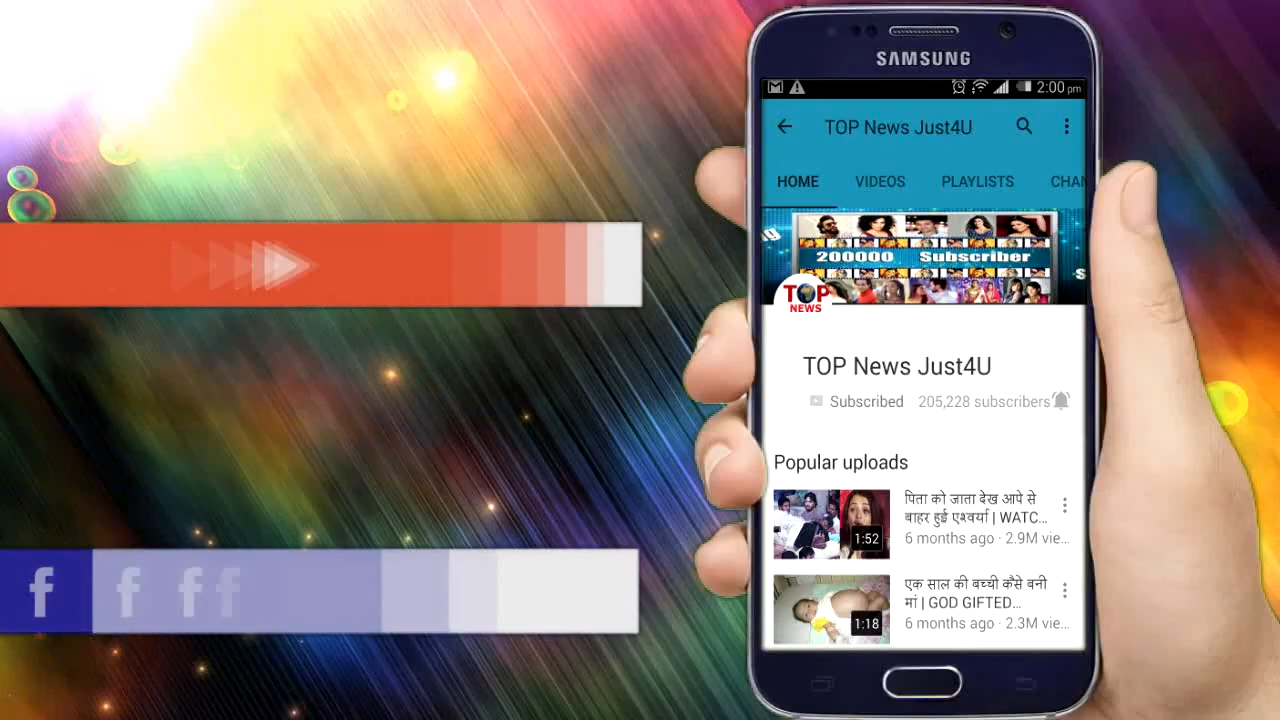 SAMSUNG
2:00 pm
TOP News Just4U
HOME VIDEOS PLAYLISTS CHAN
200000 Subscriber
TOP
NEWS
TOP News Just4U
Subscribed 205,228 subscribers
Popular uploads
पिता को जाता देख आपे से
बाहर हुई एश्वर्या | WATC...
1:52
6 months ago · 2.9M vie...
एक साल की बच्ची कैसे बनी
मां | GOD GIFTED...
1:18
6 months ago · 2.3M vie...
f f f f